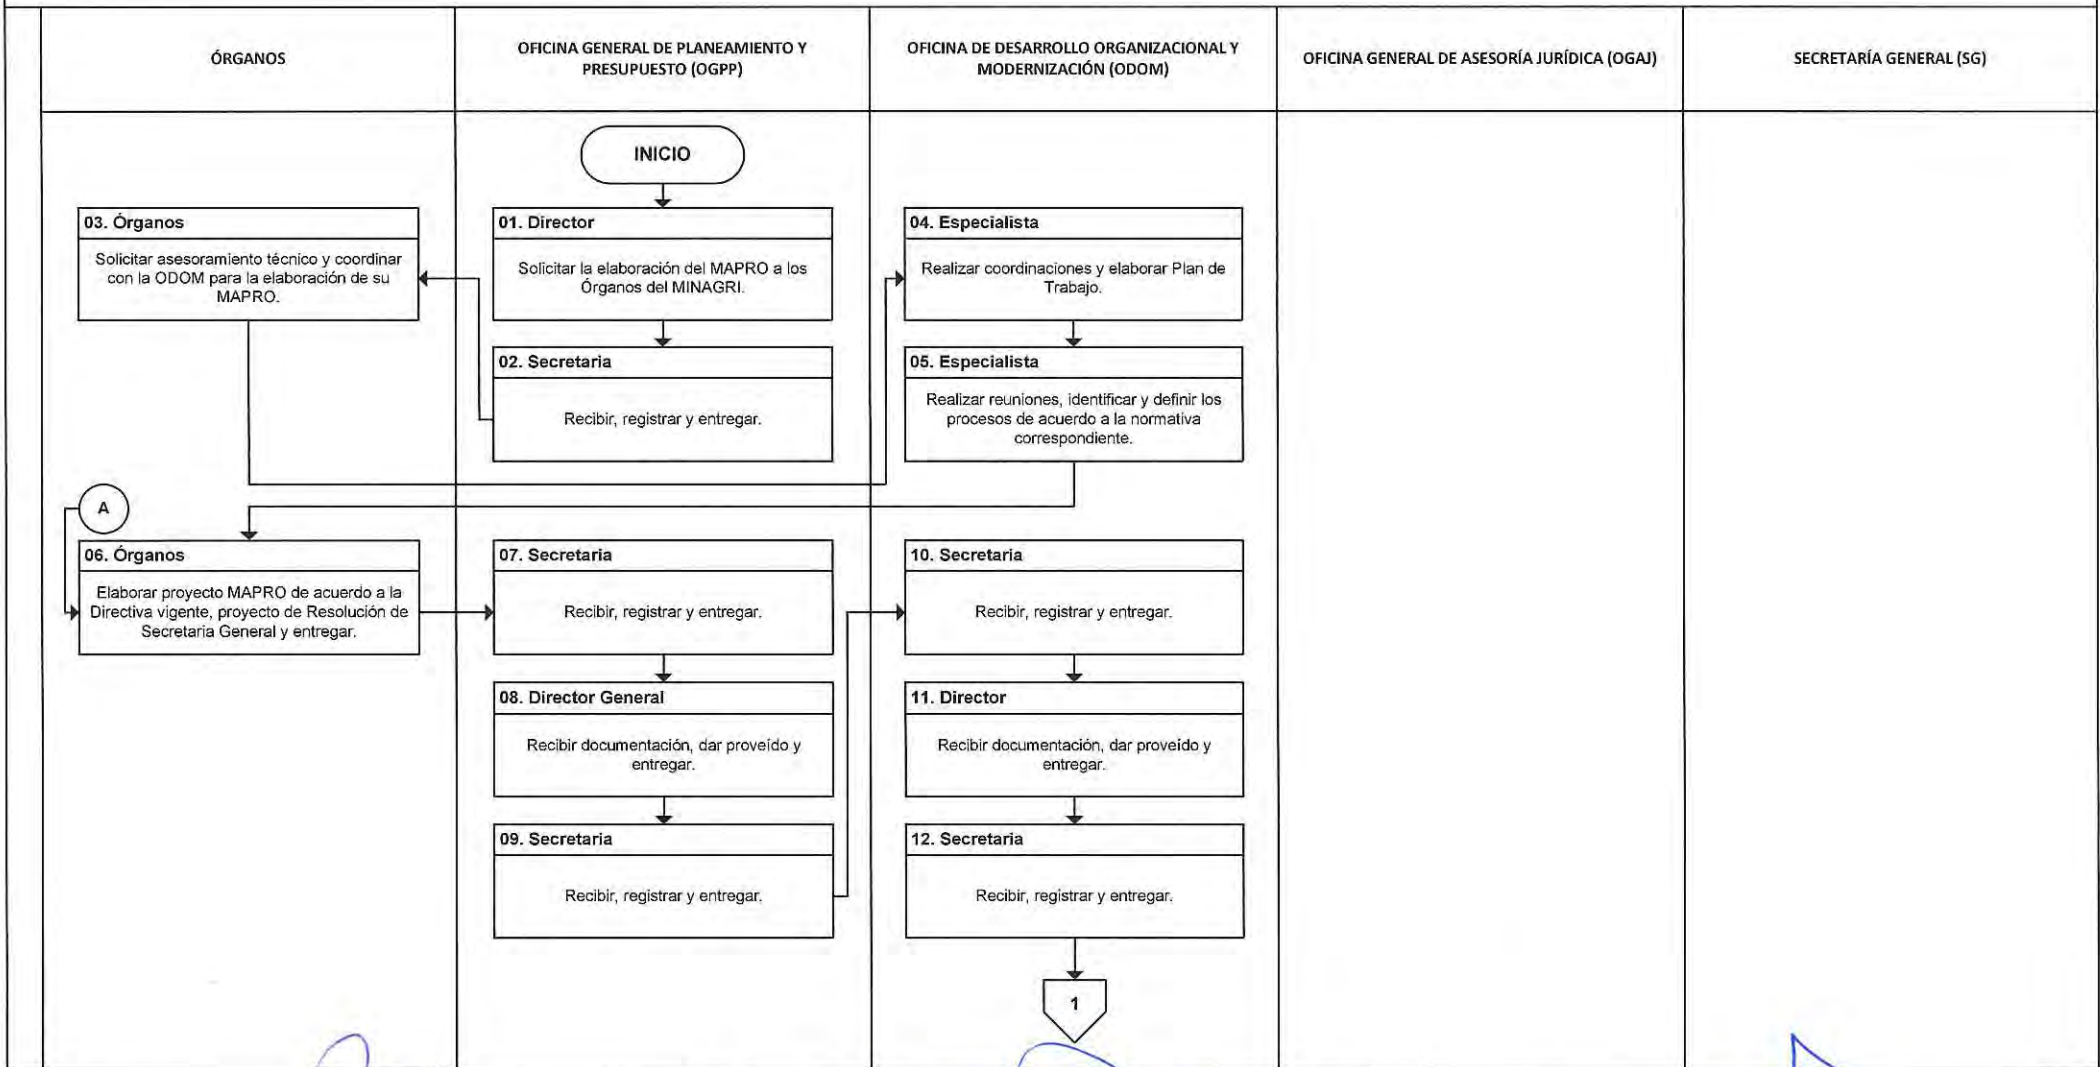 ÓRGANOS
OFICINA GENERAL DE PLANEAMIENTO Y
PRESUPUESTO (OGPP)
OFICINA DE DESARROLLO ORGANIZACIONAL Y
MODERNIZACIÓN (ODOM)
OFICINA GENERAL DE ASESORÍA JURÍDICA (OGAJ)
SECRETARÍA GENERAL (SG)
INICIO
01. Director
Solicitar la elaboración del MAPRO a los
Órganos del MINAGRI.
02. Secretaria
Recibir, registrar y entregar.
03. Órganos
Solicitar asesoramiento técnico y coordinar
con la ODOM para la elaboración de su
MAPRO.
04. Especialista
Realizar coordinaciones y elaborar Plan de
Trabajo.
05. Especialista
Realizar reuniones, identificar y definir los
procesos de acuerdo a la normativa
correspondiente.
A
06. Órganos
Elaborar proyecto MAPRO de acuerdo a la
Directiva vigente, proyecto de Resolución de
Secretaria General y entregar.
07. Secretaria
Recibir, registrar y entregar.
08. Director General
Recibir documentación, dar proveído y
entregar.
09. Secretaria
Recibir, registrar y entregar.
10. Secretaria
Recibir, registrar y entregar.
11. Director
Recibir documentación, dar proveído y
entregar.
12. Secretaria
Recibir, registrar y entregar.
1